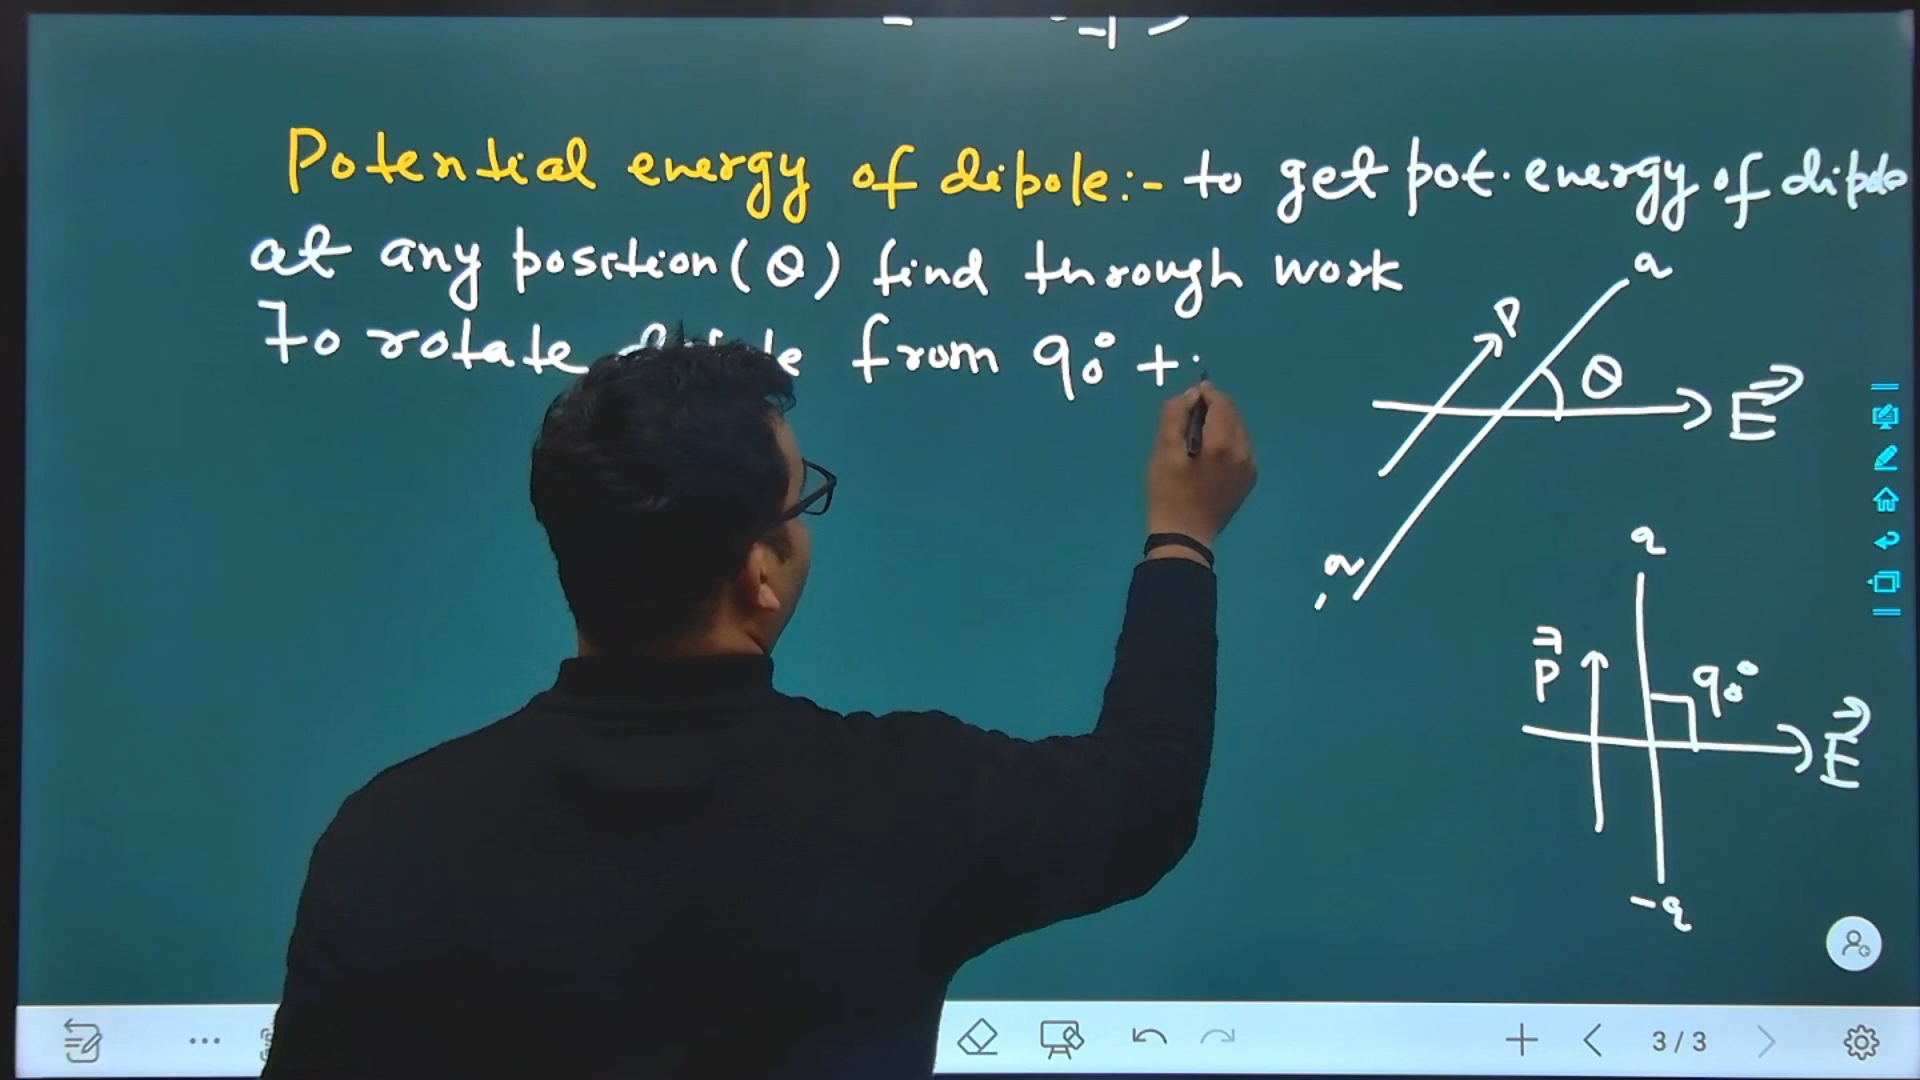 Potential energy of dipole:- to get pot. energy of dipole
at any position (θ) find through work
To rotate from 90°
q
P
θ
E
q
q
P
90°
E
-q
3/3